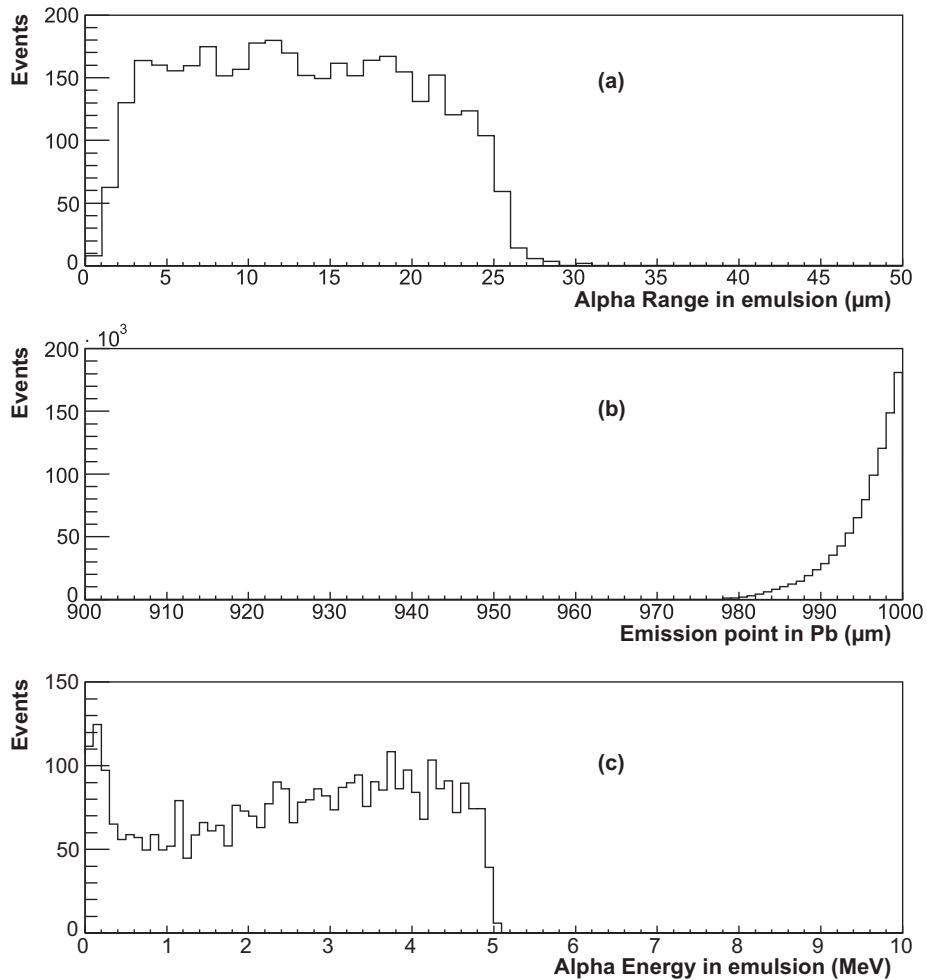 200
Events
150
(a)
100
50
0
0 5 10 15 20 25 30 35 40 45 50
Alpha Range in emulsion (µm)
· 10³
200
Events
150
(b)
100
50
0
900 910 920 930 940 950 960 970 980 990 1000
Emission point in Pb (µm)
150
Events
100
(c)
50
0
0 1 2 3 4 5 6 7 8 9 10
Alpha Energy in emulsion (MeV)